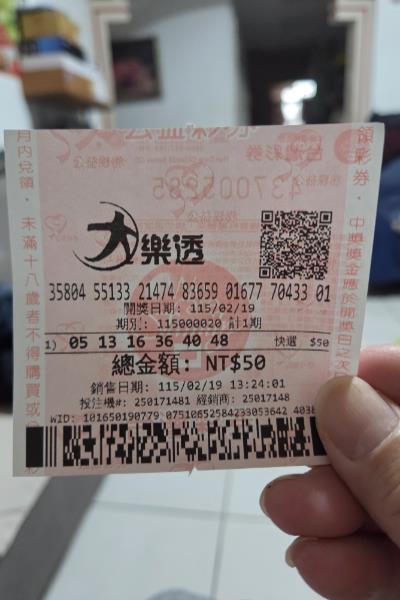 437005285
大樂透
35804 55133 21474 83659 01677 70433 01
開獎日期: 115/02/19
期別: 115000020 計1期
1) 05 13 16 36 40 48 快選 $50
總金額: NT$50
銷售日期: 115/02/19 13:24:01
投注機#: 250171481 經銷商: 25017148
月內兌領,未滿十八歲者不得購買或
領彩券,中獎獎金應於開獎日之次